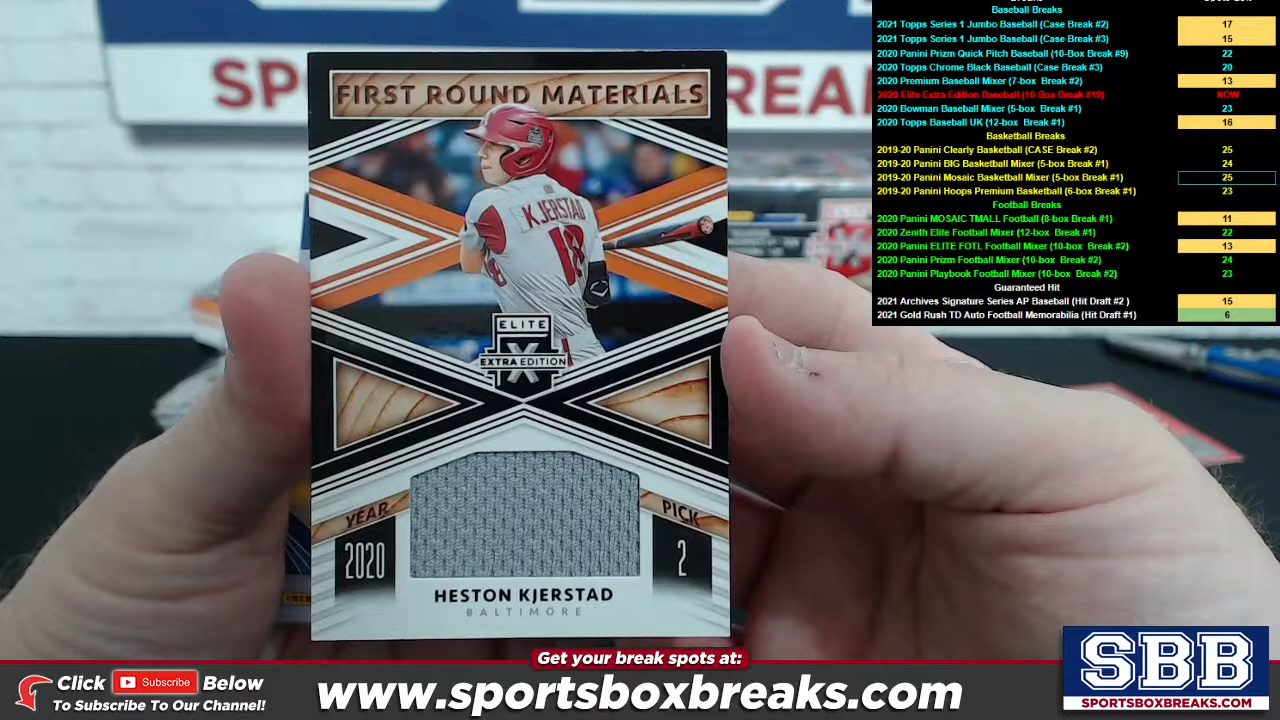 Baseball Breaks
2021 Topps Series 1 Jumbo Baseball (Case Break #2) 17
2021 Topps Series 1 Jumbo Baseball (Case Break #3) 15
2020 Panini Prizm Quick Pitch Baseball (10-Box Break #9) 22
2020 Topps Chrome Black Baseball (Case Break #3) 20
2020 Premium Baseball Mixer (7-box Break #2) 13
2020 Elite Extra Edition Baseball (10-Box Break #19) NOW
2020 Bowman Baseball Mixer (5-box Break #1) 23
2020 Topps Baseball UK (12-box Break #1) 16
Basketball Breaks
2019-20 Panini Clearly Basketball (CASE Break #2) 25
2019-20 Panini BIG Basketball Mixer (5-box Break #1) 24
2019-20 Panini Mosaic Basketball Mixer (5-box Break #1) 25
2019-20 Panini Hoops Premium Basketball (6-box Break #1) 23
Football Breaks
2020 Panini MOSAIC TMALL Football (8-box Break #1) 11
2020 Zenith Elite Football Mixer (12-box Break #1) 22
2020 Panini ELITE FOTL Football Mixer (10-box Break #2) 13
2020 Panini Prizm Football Mixer (10-box Break #2) 24
2020 Panini Playbook Football Mixer (10-box Break #2) 23
Guaranteed Hit
2021 Archives Signature Series AP Baseball (Hit Draft #2 ) 15
2021 Gold Rush TD Auto Football Memorabilia (Hit Draft #1) 6
FIRST ROUND MATERIALS
KJERSTAD
18
ELITE
EXTRA EDITION
X
YEAR
2020
PICK
2
HESTON KJERSTAD
BALTIMORE
Get your break spots at:
Click Subscribe Below
To Subscribe To Our Channel!
www.sportsboxbreaks.com
SBB
SPORTSBOXBREAKS.COM